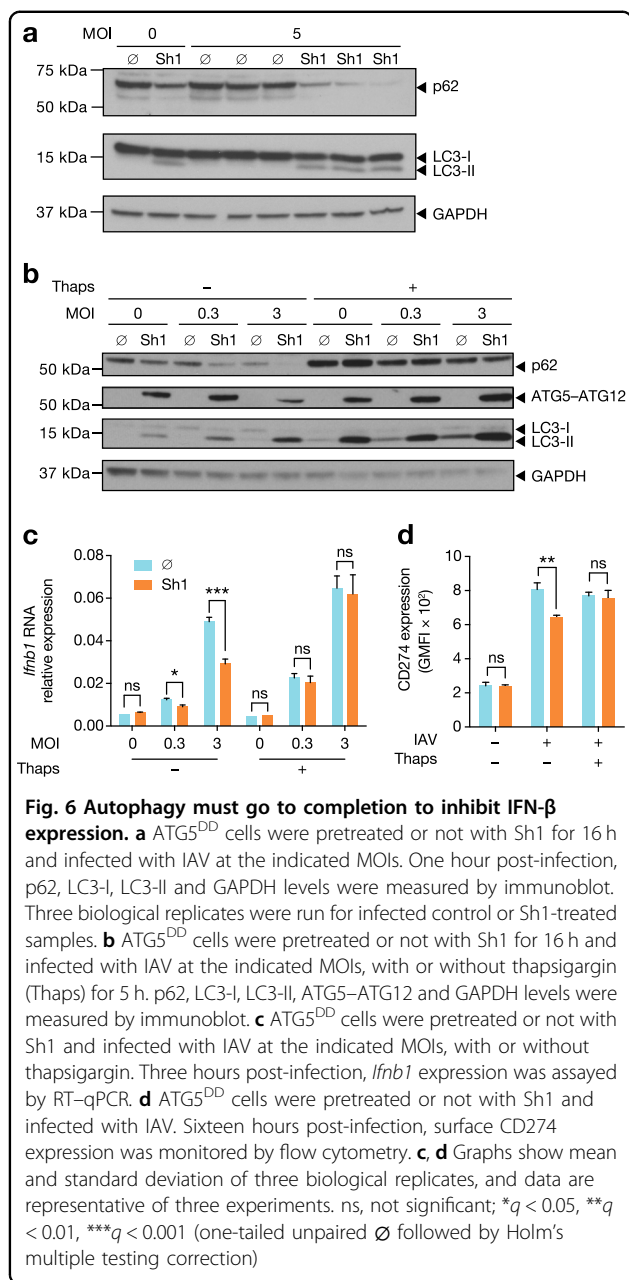 a
MOI 0 5
Ø Sh1 Ø Ø Ø Sh1 Sh1 Sh1
75 kDa
p62
50 kDa
15 kDa
LC3-I
LC3-II
37 kDa
GAPDH
b
Thaps – +
MOI 0 0.3 3 0 0.3 3
Ø Sh1 Ø Sh1 Ø Sh1 Ø Sh1 Ø Sh1 Ø Sh1
50 kDa
p62
50 kDa
ATG5–ATG12
15 kDa
LC3-I
LC3-II
37 kDa
GAPDH
c
Ifnb1 RNA
relative expression
0.08
0.06
0.04
0.02
0.00
Ø
Sh1
ns * *** ns ns ns
MOI 0 0.3 3 0 0.3 3
Thaps – +
d
CD274 expression
(GMFI × 10²)
10
8
6
4
2
0
ns ** ns
IAV – + +
Thaps – – +
Fig. 6 Autophagy must go to completion to inhibit IFN-β
expression. a ATG5ᴰᴰ cells were pretreated or not with Sh1 for 16 h
and infected with IAV at the indicated MOIs. One hour post-infection,
p62, LC3-I, LC3-II and GAPDH levels were measured by immunoblot.
Three biological replicates were run for infected control or Sh1-treated
samples. b ATG5ᴰᴰ cells were pretreated or not with Sh1 for 16 h and
infected with IAV at the indicated MOIs, with or without thapsigargin
(Thaps) for 5 h. p62, LC3-I, LC3-II, ATG5–ATG12 and GAPDH levels were
measured by immunoblot. c ATG5ᴰᴰ cells were pretreated or not with
Sh1 and infected with IAV at the indicated MOIs, with or without
thapsigargin. Three hours post-infection, Ifnb1 expression was assayed
by RT–qPCR. d ATG5ᴰᴰ cells were pretreated or not with Sh1 and
infected with IAV. Sixteen hours post-infection, surface CD274
expression was monitored by flow cytometry. c, d Graphs show mean
and standard deviation of three biological replicates, and data are
representative of three experiments. ns, not significant; *q < 0.05, **q
< 0.01, ***q < 0.001 (one-tailed unpaired Ø followed by Holm's
multiple testing correction)